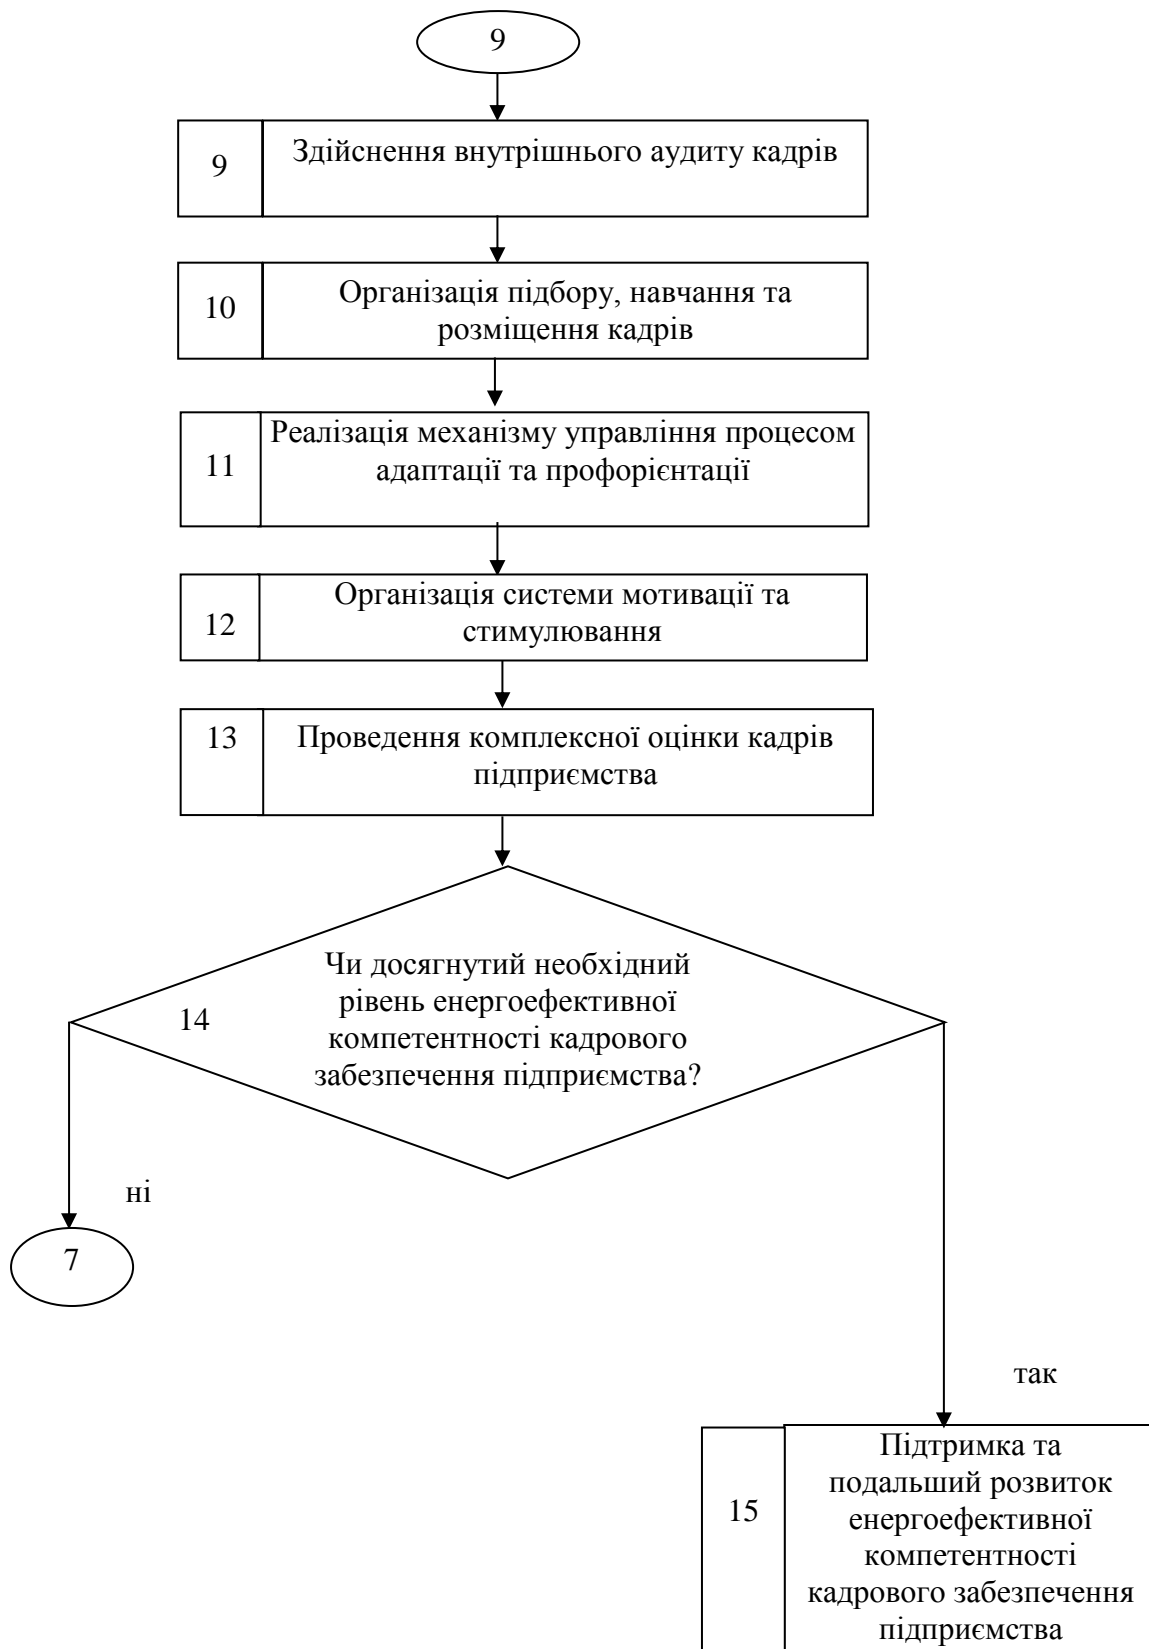 9
9
Здійснення внутрішнього аудиту кадрів
10
Організація підбору, навчання та
розміщення кадрів
11
Реалізація механізму управління процесом
адаптації та профорієнтації
12
Організація системи мотивації та
стимулювання
13
Проведення комплексної оцінки кадрів
підприємства
14
Чи досягнутий необхідний
рівень енергоефективної
компетентності кадрового
забезпечення підприємства?
ні
7
так
15
Підтримка та
подальший розвиток
енергоефективної
компетентності
кадрового забезпечення
підприємства